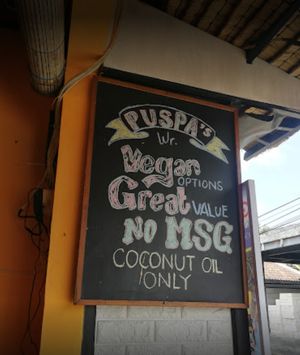 PUSPA's
Wr.
Vegan
OPTIONS
Great VALUE
NO MSG
COCONUT OIL
ONLY